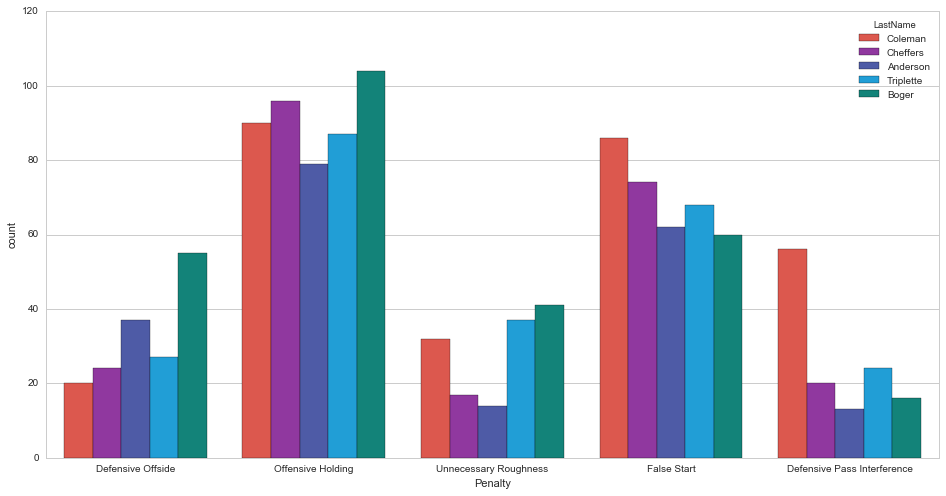 120
100
80
60
40
20
0
count
LastName
Coleman
Cheffers
Anderson
Triplette
Boger
Defensive Offside
Offensive Holding
Unnecessary Roughness
False Start
Defensive Pass Interference
Penalty